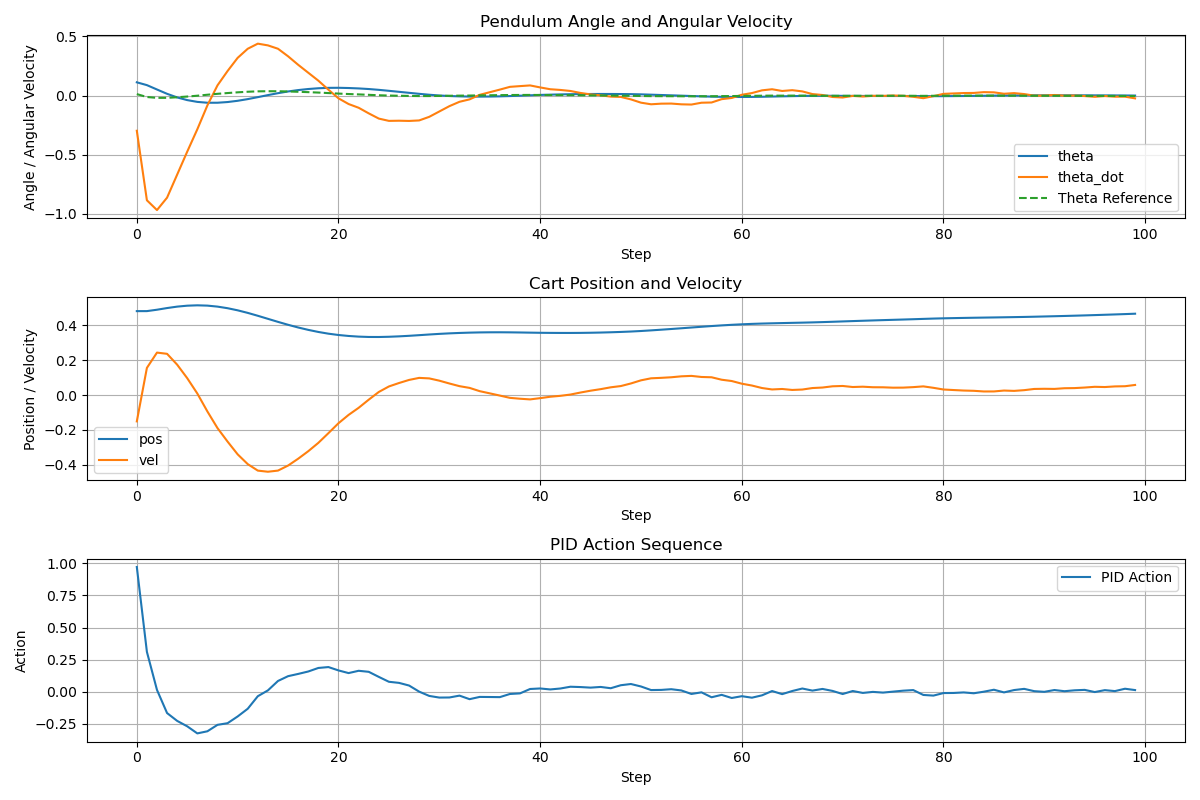 Pendulum Angle and Angular Velocity
Angle / Angular Velocity
0.5
0.0
−0.5
−1.0
theta
theta_dot
Theta Reference
0 20 40 60 80 100
Step
Cart Position and Velocity
Position / Velocity
0.4
0.2
0.0
−0.2
−0.4
pos
vel
0 20 40 60 80 100
Step
PID Action Sequence
Action
1.00
0.75
0.50
0.25
0.00
−0.25
PID Action
0 20 40 60 80 100
Step